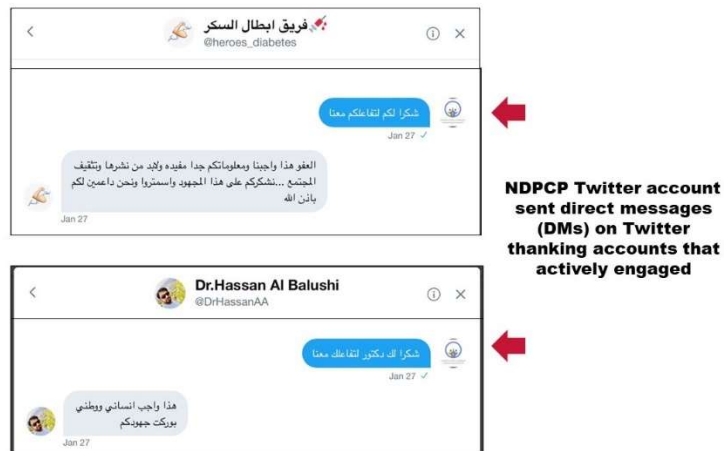 فريق ابطال السكر
@heroes_diabetes
شكرا لكم لتفاعلكم معنا
Jan 27 ✓
العفو هذا واجبنا ومعلوماتكم جدا مفيده ولابد من نشرها وتثقيف
المجتمع ...نشكركم على هذا المجهود واستمروا ونحن داعمين لكم
باذن الله
Jan 27
NDPCP Twitter account
sent direct messages
(DMs) on Twitter
thanking accounts that
actively engaged
Dr.Hassan Al Balushi
@DrHassanAA
شكرا لك دكتور لتفاعلك معنا
Jan 27 ✓
هذا واجب انساني ووطني
بوركت جهودكم
Jan 27